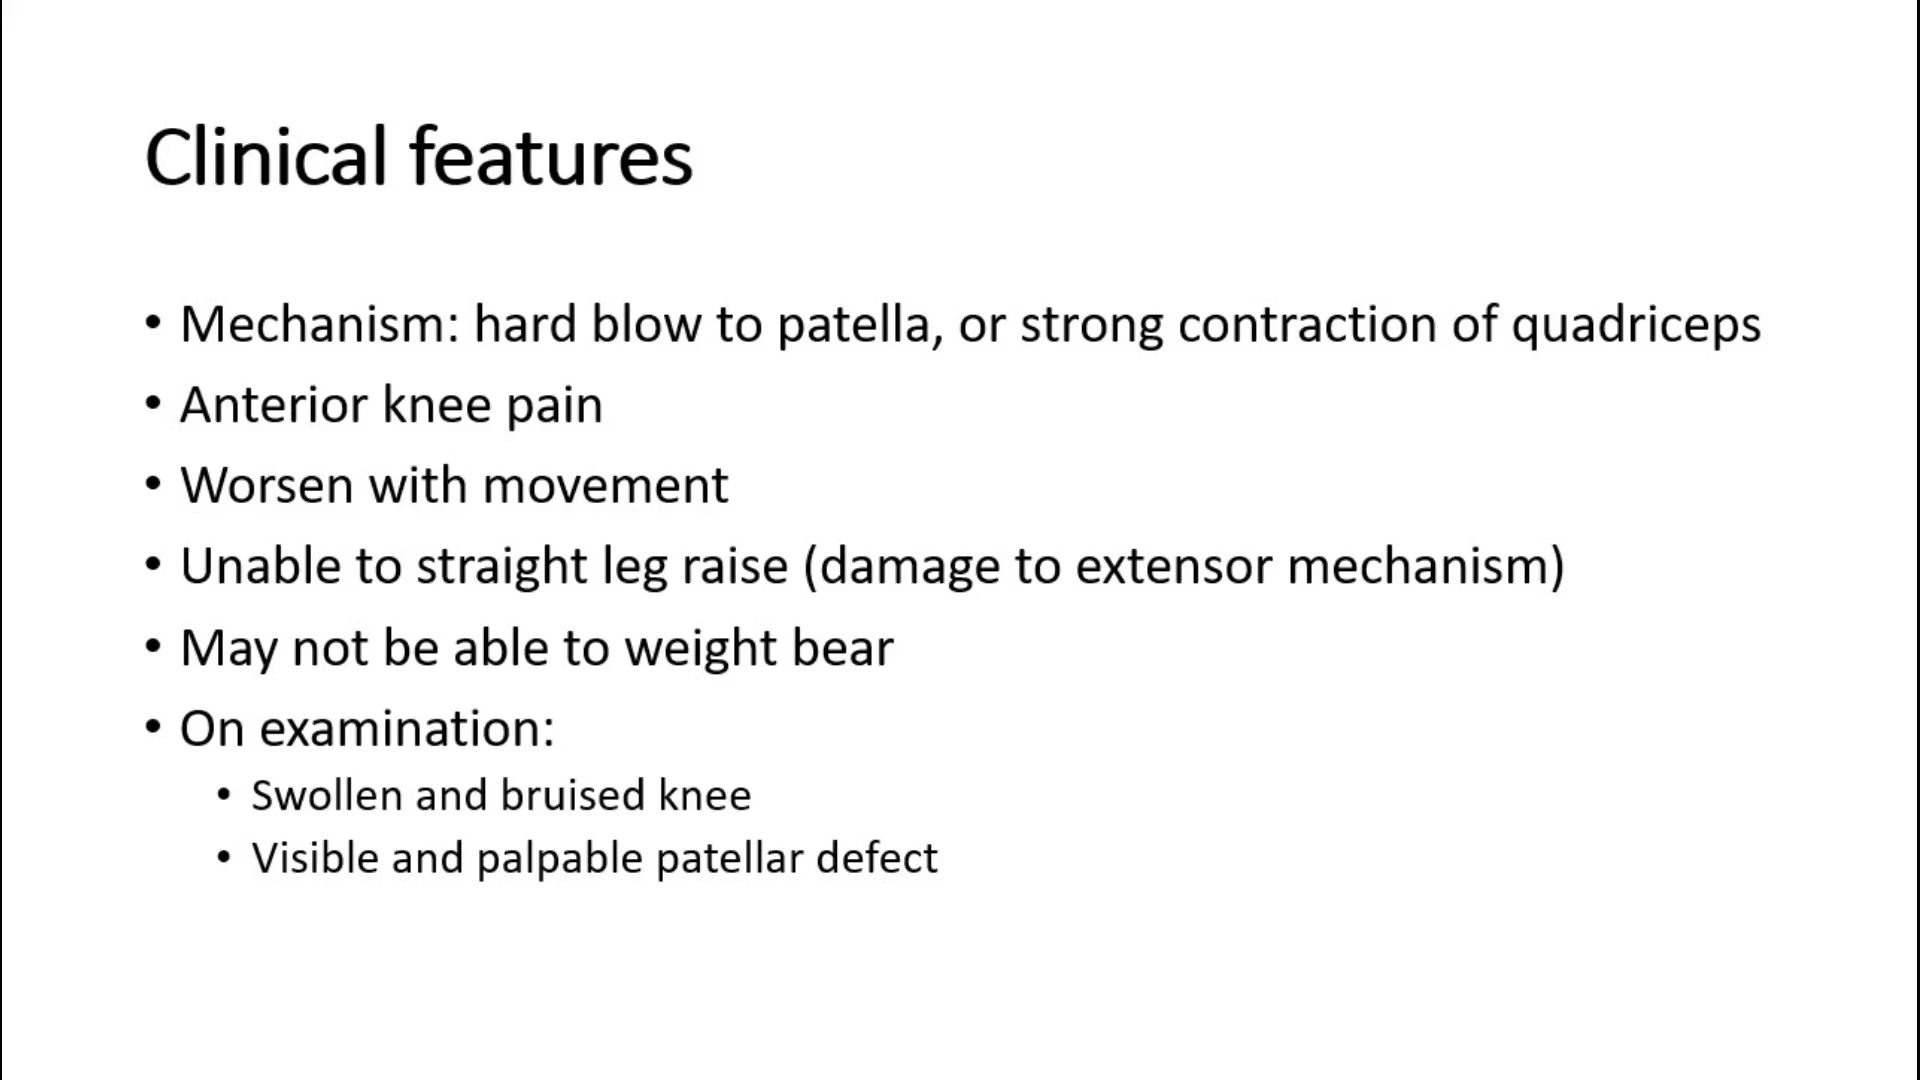 Clinical features
• Mechanism: hard blow to patella, or strong contraction of quadriceps
• Anterior knee pain
• Worsen with movement
• Unable to straight leg raise (damage to extensor mechanism)
• May not be able to weight bear
• On examination:
• Swollen and bruised knee
• Visible and palpable patellar defect